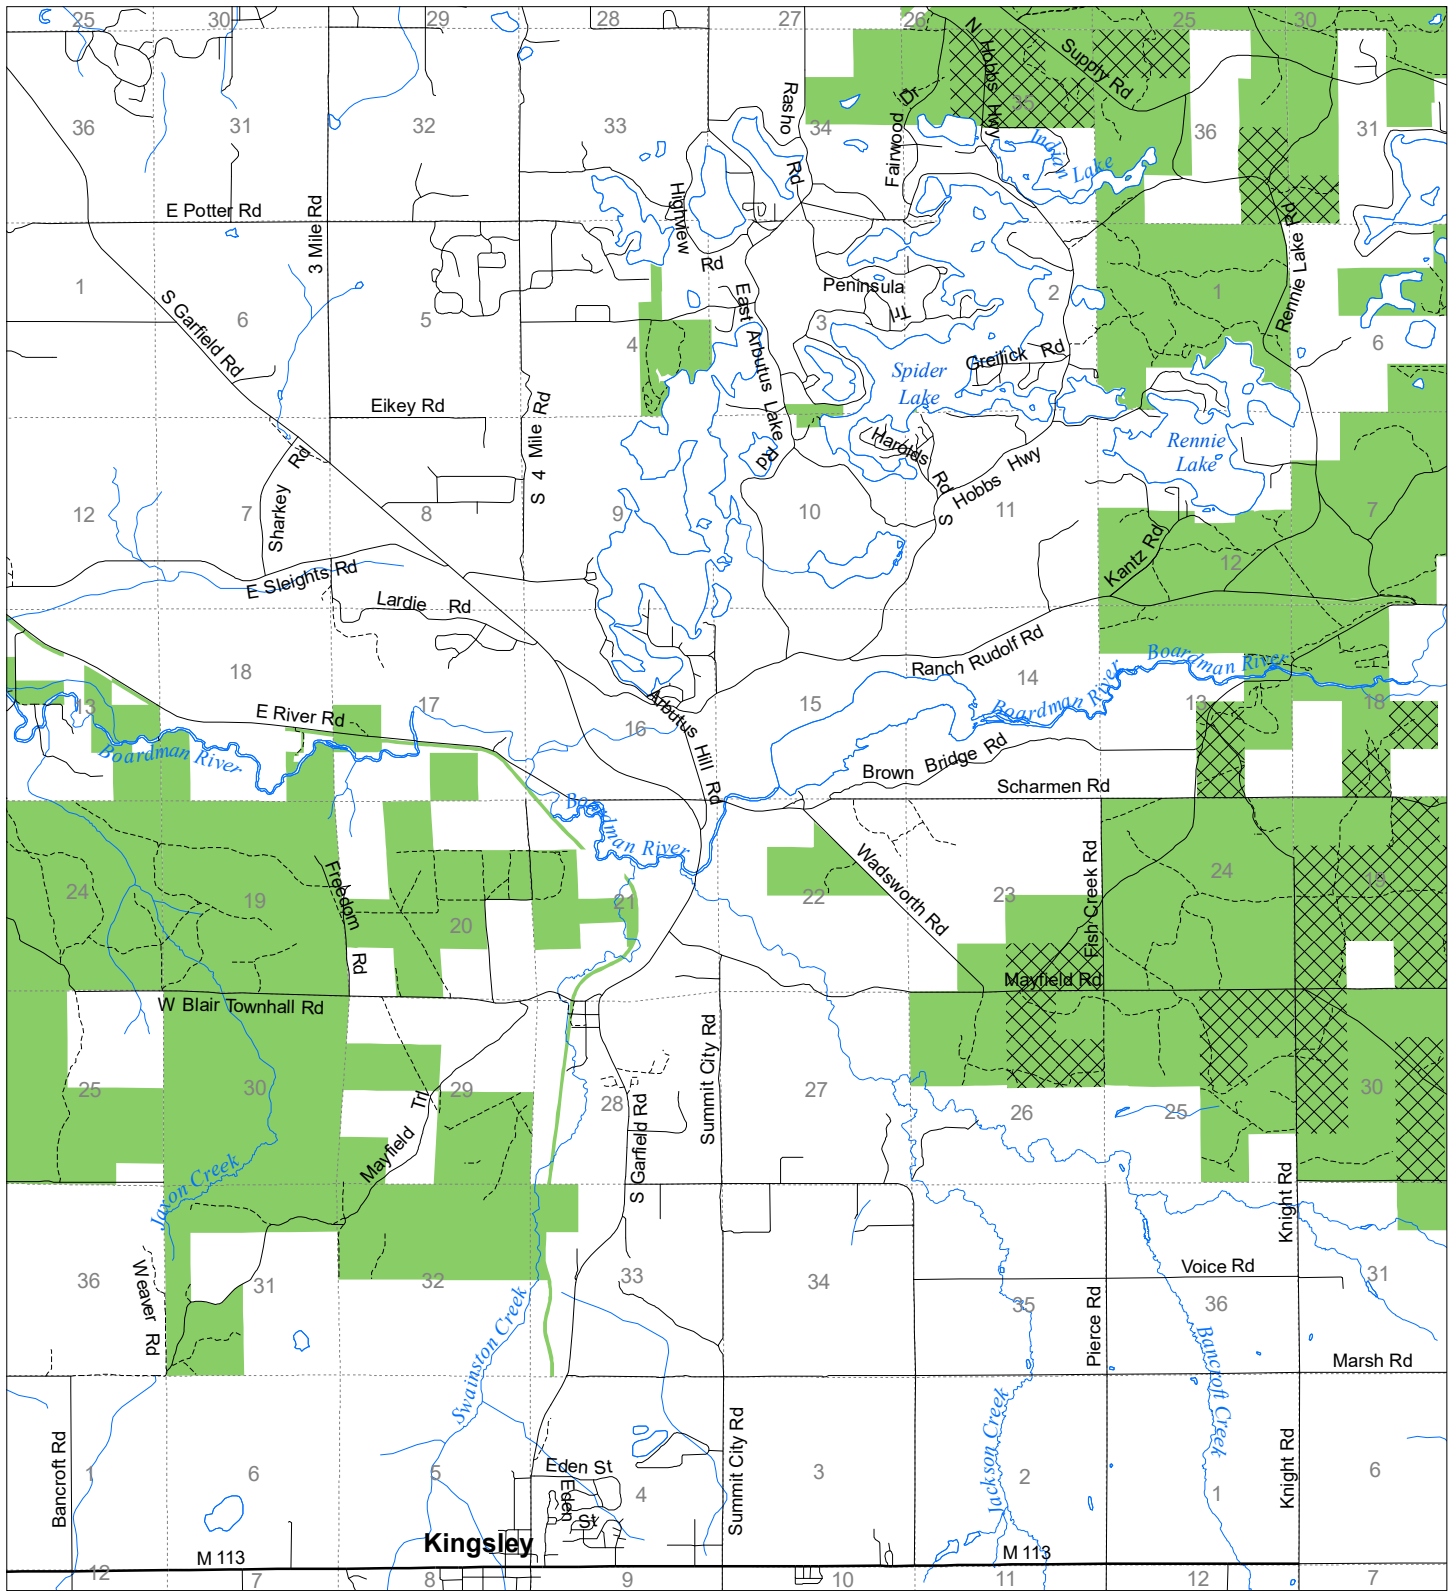 25
30
29
28
27
26
25
30
N Hobbs Hwy
Supply Rd
36
31
32
33
Rasho
Rd
34
Fairwood
Dr
35
Indian
Lake
36
31
E Potter Rd
3 Mile Rd
Highview
Rd
Rennie Lake Rd
1
S Garfield Rd
6
5
4
East Arbutus Lake
Rd
Peninsula
Trl
3
2
1
6
Spider
Lake
Greilick Rd
Eikey Rd
S 4 Mile Rd
Harolds Rd
S Hobbs Hwy
Rennie
Lake
Sharkey Rd
12
7
8
9
10
11
Kantz Rd
12
7
E Sleights Rd
Lardie Rd
18
17
16
15
Ranch Rudolf Rd
14
Boardman River
Boardman River
13
18
13
E River Rd
Boardman River
Arbutus Hill Rd
Brown Bridge Rd
Scharmen Rd
Boardman River
24
19
Freedom
Rd
20
21
22
Wadsworth Rd
23
Fish Creek Rd
24
19
Mayfield Rd
W Blair Townhall Rd
25
30
29
Mayfield Trl
28
S Garfield Rd
Summit City Rd
27
26
25
30
Jaxon Creek
Knight Rd
36
Weaver Rd
31
32
33
34
Voice Rd
35
Pierce Rd
36
31
Swainston Creek
Bancroft Creek
Marsh Rd
Bancroft Rd
1
6
5
Eden St
Eden
St
4
Summit City Rd
3
Jackson Creek
2
1
Knight Rd
6
Kingsley
M 113
M 113
12
7
8
9
10
11
12
7